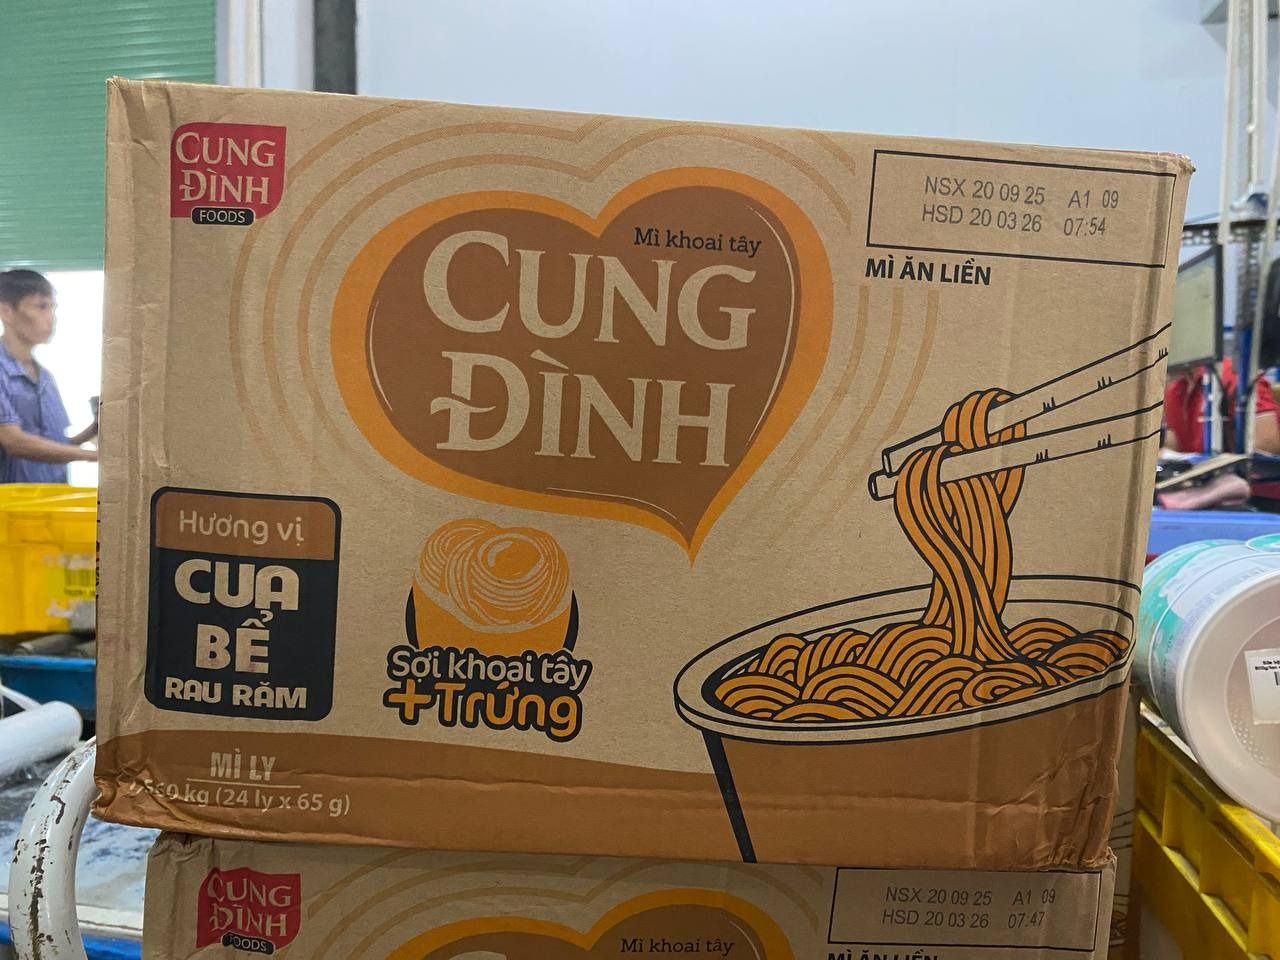 CUNG
ĐÌNH
FOODS
Mì khoai tây
CUNG
ĐÌNH
NSX 20 09 25 A1 09
HSD 20 03 26 07:54
MÌ ĂN LIỀN
Hương vị
CUA
BỂ
RAU RĂM
Sợi khoai tây
+Trứng
MÌ LY
kg (24 ly x 65 g)
CUNG
ĐÌNH
FOODS
Mì khoai tây
NSX 20 09 25 A1 09
HSD 20 03 26 07:47
MÌ ĂN LIỀN